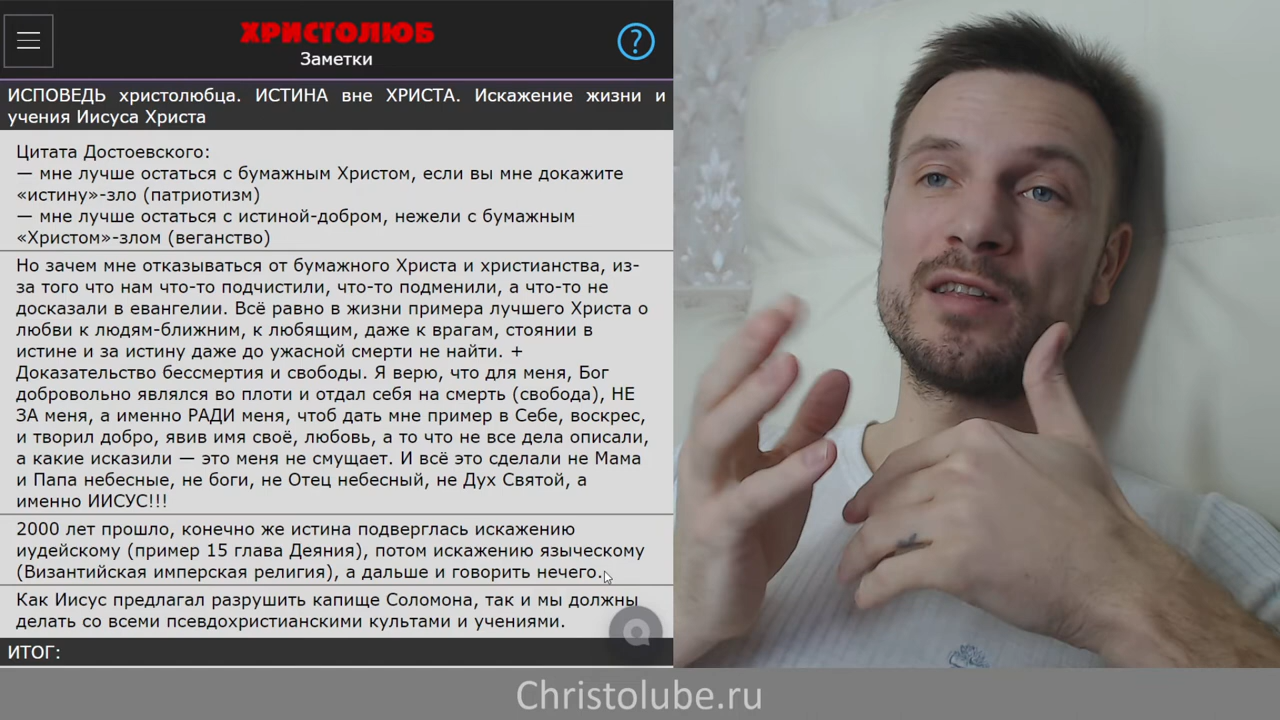 ХРИСТОЛЮБ
Заметки
?
ИСПОВЕДЬ христолюбца. ИСТИНА вне ХРИСТА. Искажение жизни и
учения Иисуса Христа
Цитата Достоевского:
— мне лучше остаться с бумажным Христом, если вы мне докажите
«истину»-зло (патриотизм)
— мне лучше остаться с истиной-добром, нежели с бумажным
«Христом»-злом (веганство)
Но зачем мне отказываться от бумажного Христа и христианства, из-
за того что нам что-то подчистили, что-то подменили, а что-то не
досказали в евангелии. Всё равно в жизни примера лучшего Христа о
любви к людям-ближним, к любящим, даже к врагам, стоянии в
истине и за истину даже до ужасной смерти не найти. +
Доказательство бессмертия и свободы. Я верю, что для меня, Бог
добровольно являлся во плоти и отдал себя на смерть (свобода), НЕ
ЗА меня, а именно РАДИ меня, чтоб дать мне пример в Себе, воскрес,
и творил добро, явив имя своё, любовь, а то что не все дела описали,
а какие исказили — это меня не смущает. И всё это сделали не Мама
и Папа небесные, не боги, не Отец небесный, не Дух Святой, а
именно ИИСУС!!!
2000 лет прошло, конечно же истина подверглась искажению
иудейскому (пример 15 глава Деяния), потом искажению языческому
(Византийская имперская религия), а дальше и говорить нечего.
Как Иисус предлагал разрушить капище Соломона, так и мы должны
делать со всеми псевдохристианскими культами и учениями.
ИТОГ:
Christolube.ru